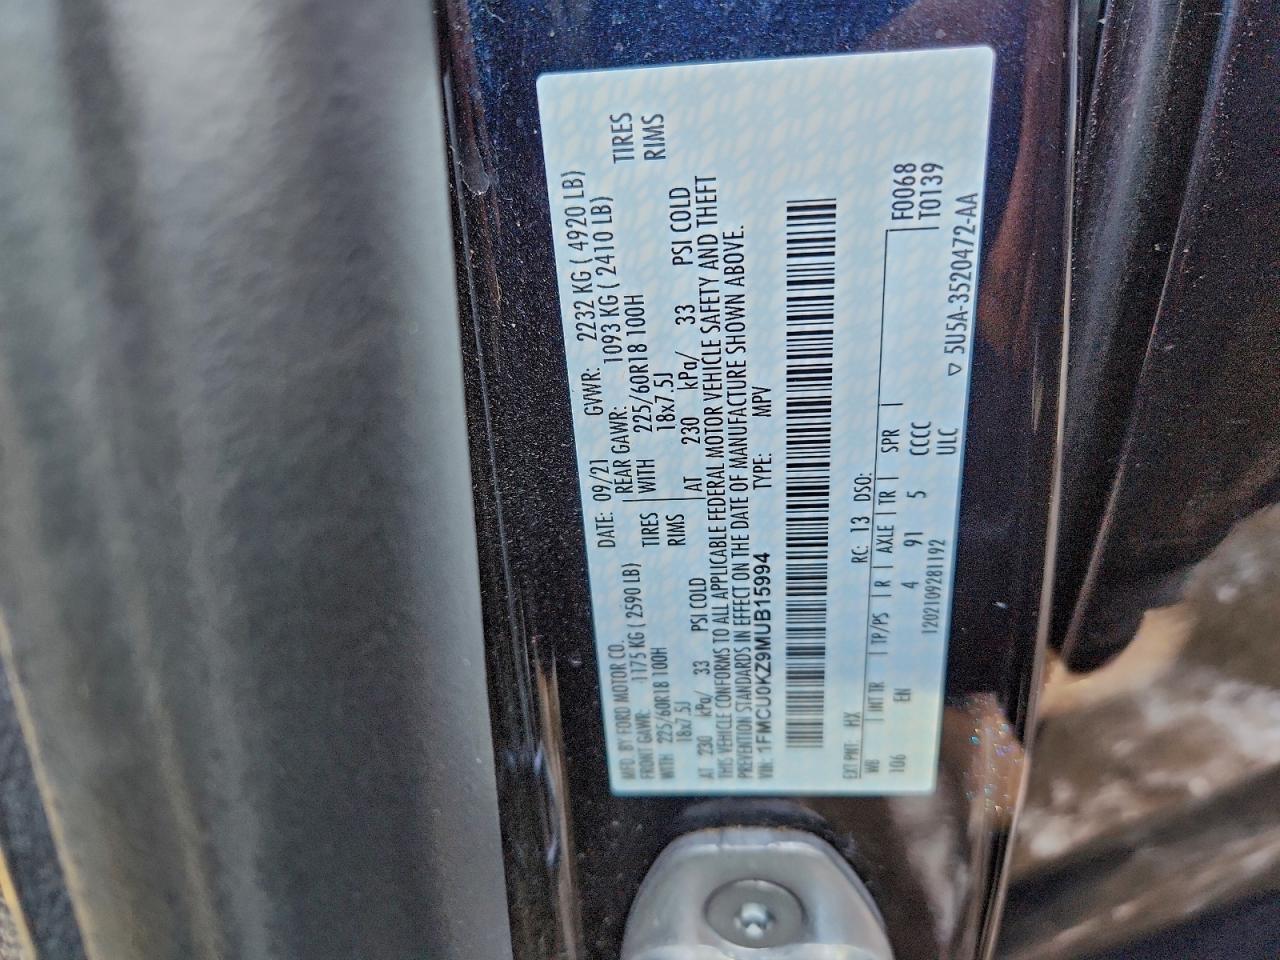 MFD. BY FORD MOTOR CO. DATE: 09/21 GVWR: 2232 KG ( 4920 LB)
FRONT GAWR: 1175 KG ( 2590 LB) REAR GAWR: 1093 KG ( 2410 LB)
WITH 225/60R18 100H TIRES WITH 225/60R18 100H TIRES
18x7.5J RIMS 18x7.5J RIMS
AT 230 kPa/ 33 PSI COLD AT 230 kPa/ 33 PSI COLD
THIS VEHICLE CONFORMS TO ALL APPLICABLE FEDERAL MOTOR VEHICLE SAFETY AND THEFT
PREVENTION STANDARDS IN EFFECT ON THE DATE OF MANUFACTURE SHOWN ABOVE.
VIN: 1FMCU0KZ9MUB15994 TYPE: MPV
EXT PNT: HX RC: 13 DSO: F0068
WB INT TR TP/PS R AXLE TR SPR T0139
106 EN 4 91 5 CCCC
ULC
1202109281192 ▽ 5U5A-3520472-AA